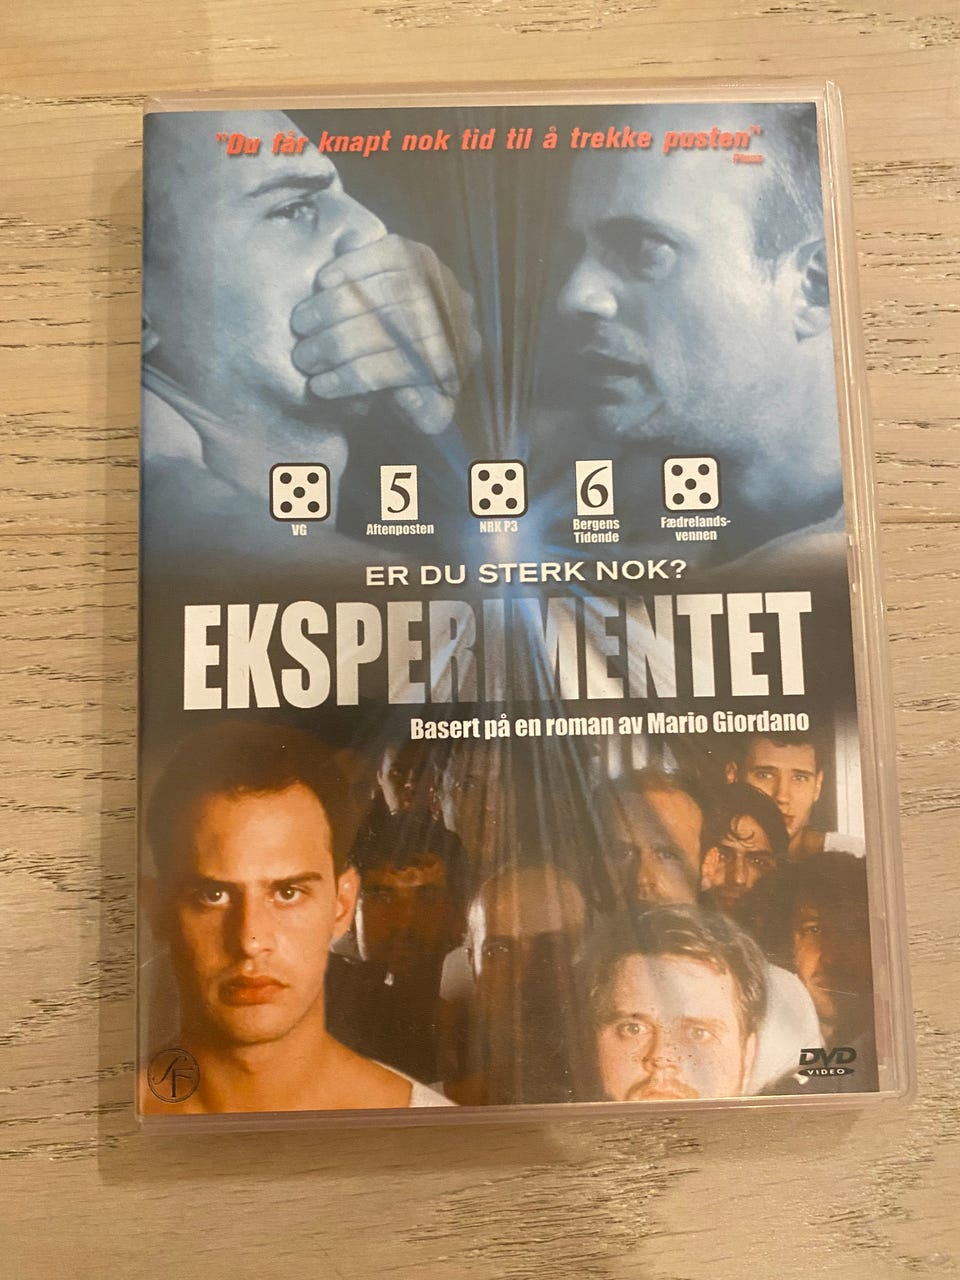 "Du får knapt nok tid til å trekke pusten"
VG
5
Aftenposten
NRK P3
6
Bergens
Tidende
Fædrelands-
vennen
ER DU STERK NOK?
EKSPERIMENTET
Basert på en roman av Mario Giordano
SF
DVD
VIDEO